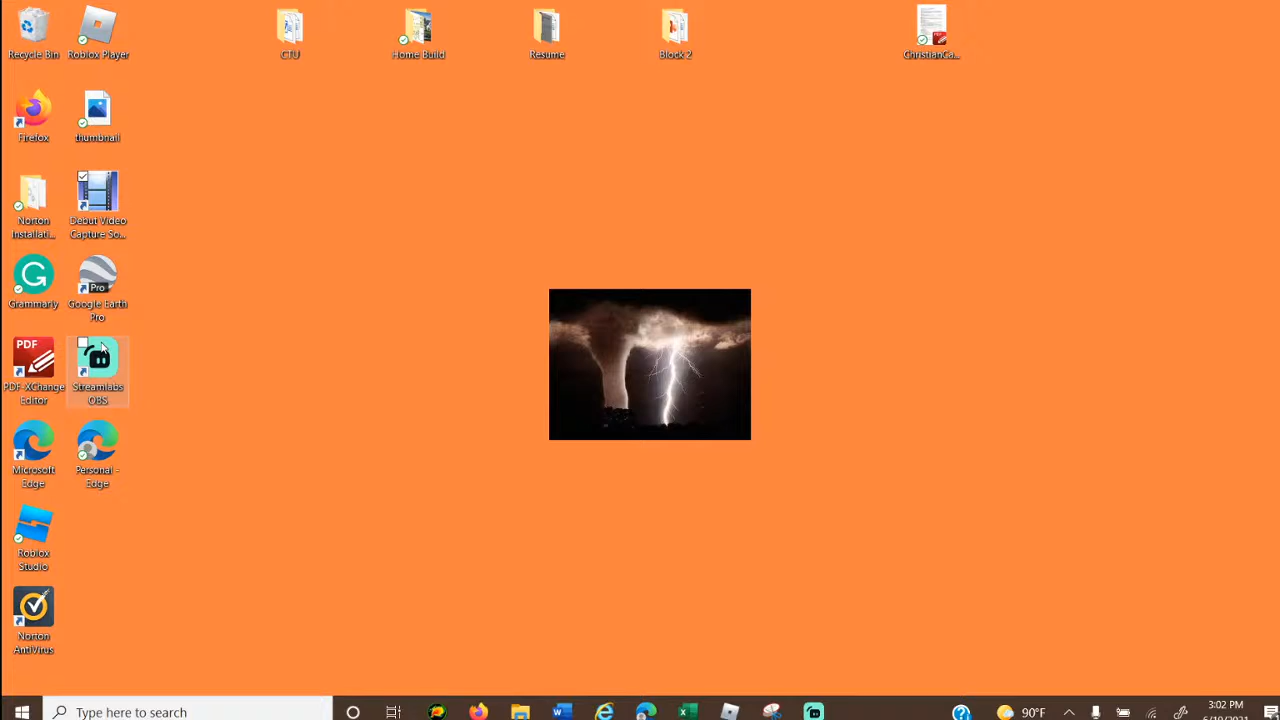 Recycle Bin
Roblox Player
CTU
Home Build
Resume
Block 2
ChristianCa...
PDF
Firefox
thumbnail
Norton
Installati...
Debut Video
Capture So...
Grammarly
Pro
Google Earth
Pro
PDF
PDF-XChange
Editor
Streamlabs
OBS
Microsoft
Edge
Personal -
Edge
Roblox
Studio
Norton
AntiVirus
Type here to search
90°F
3:02 PM